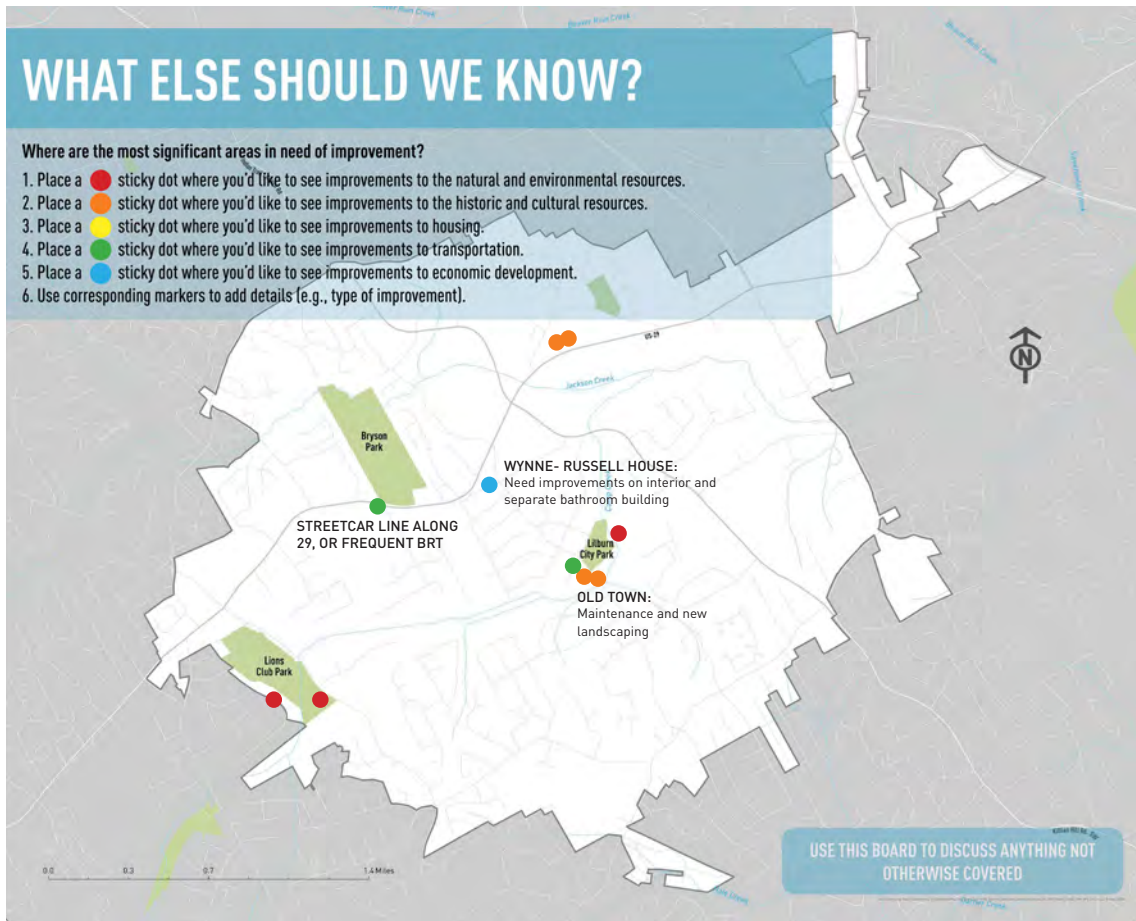 WHAT ELSE SHOULD WE KNOW?
Where are the most significant areas in need of improvement?
1. Place a sticky dot where you'd like to see improvements to the natural and environmental resources.
2. Place a sticky dot where you'd like to see improvements to the historic and cultural resources.
3. Place a sticky dot where you'd like to see improvements to housing.
4. Place a sticky dot where you'd like to see improvements to transportation.
5. Place a sticky dot where you'd like to see improvements to economic development.
6. Use corresponding markers to add details (e.g., type of improvement).
US-29
N
Jackson Creek
Bryson
Park
WYNNE- RUSSELL HOUSE:
Need improvements on interior and
separate bathroom building
STREETCAR LINE ALONG
29, OR FREQUENT BRT
Lilburn
City Park
OLD TOWN:
Maintenance and new
landscaping
Lions
Club Park
USE THIS BOARD TO DISCUSS ANYTHING NOT
OTHERWISE COVERED
0.0 0.3 0.7 1.4 Miles